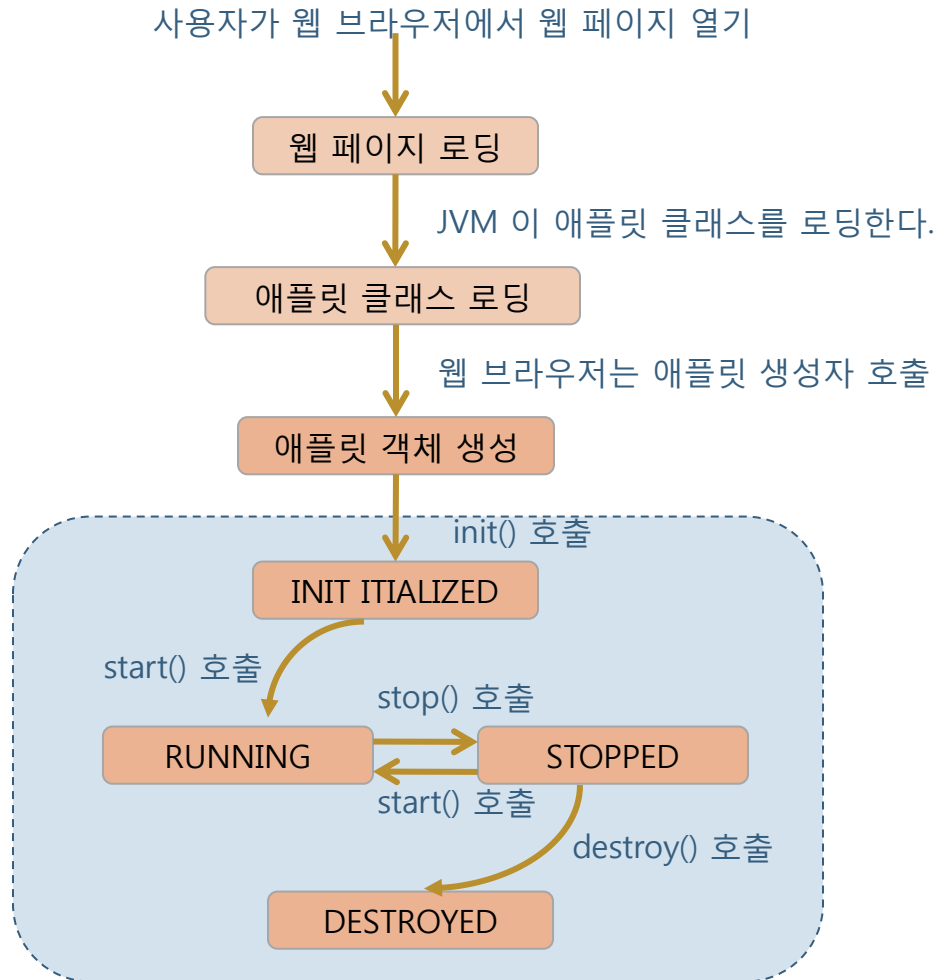 사용자가 웹 브라우저에서 웹 페이지 열기
웹 페이지 로딩
JVM 이 애플릿 클래스를 로딩한다.
애플릿 클래스 로딩
웹 브라우저는 애플릿 생성자 호출
애플릿 객체 생성
init() 호출
INIT ITIALIZED
start() 호출
stop() 호출
RUNNING
STOPPED
start() 호출
destroy() 호출
DESTROYED